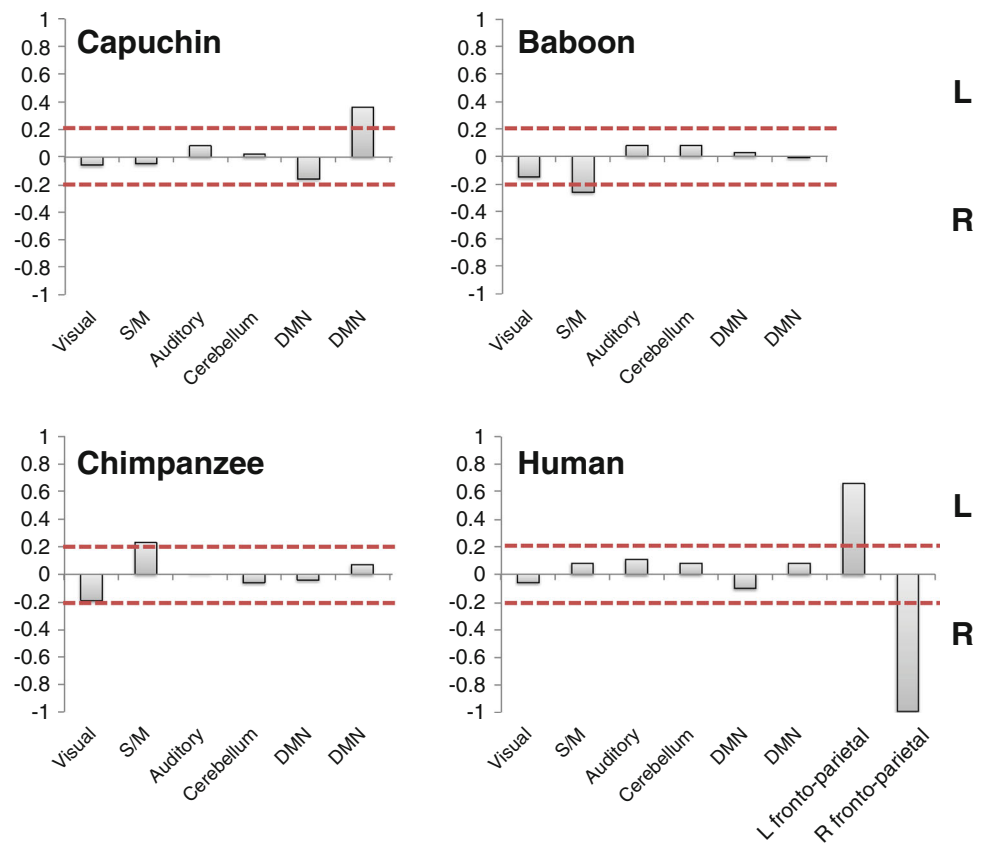 Capuchin
1
0.8
0.6
0.4
0.2
0
-0.2
-0.4
-0.6
-0.8
-1
Visual
S/M
Auditory
Cerebellum
DMN
DMN
Baboon
1
0.8
0.6
0.4
0.2
0
-0.2
-0.4
-0.6
-0.8
-1
Visual
S/M
Auditory
Cerebellum
DMN
DMN
L
R
Chimpanzee
1
0.8
0.6
0.4
0.2
0
-0.2
-0.4
-0.6
-0.8
-1
Visual
S/M
Auditory
Cerebellum
DMN
DMN
Human
1
0.8
0.6
0.4
0.2
0
-0.2
-0.4
-0.6
-0.8
-1
Visual
S/M
Auditory
Cerebellum
DMN
DMN
L fronto-parietal
R fronto-parietal
L
R